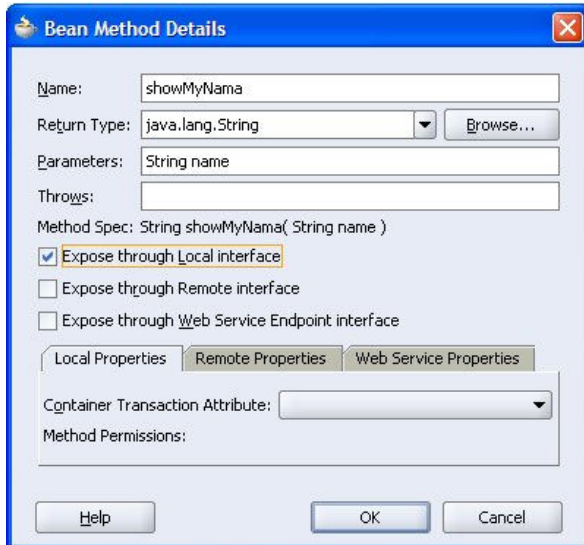 Bean Method Details
Name: showMyNama
Return Type: java.lang.String Browse...
Parameters: String name
Throws:
Method Spec: String showMyNama( String name )
Expose through Local interface
Expose through Remote interface
Expose through Web Service Endpoint interface
Local Properties Remote Properties Web Service Properties
Container Transaction Attribute:
Method Permissions:
Help OK Cancel